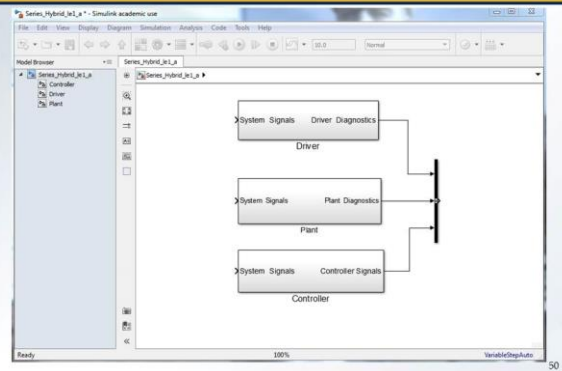 Series_Hybrid_le1_a * - Simulink academic use
File Edit View Display Diagram Simulation Analysis Code Tools Help
10.0 Normal
Model Browser
Series_Hybrid_le1_a
Series_Hybrid_le1_a
Controller
Driver
Plant
Series_Hybrid_le1_a
System Signals Driver Diagnostics
Driver
System Signals Plant Diagnostics
Plant
System Signals Controller Signals
Controller
Ready 100% VariableStepAuto
50